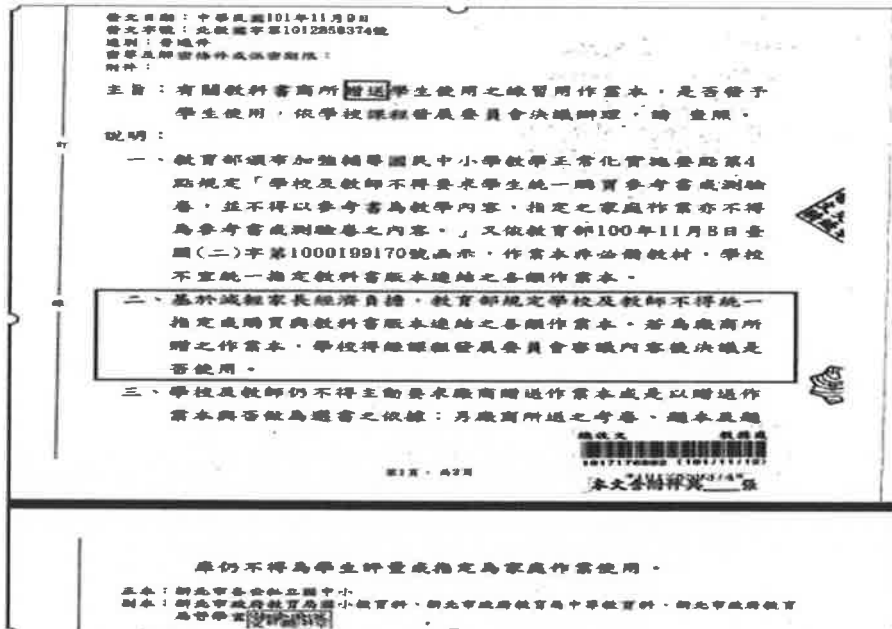 發文日期：中華民國101年11月9日
發文字號：北教國字第1012858374號
速別：普通件
密等及解密條件或保密期限：
附件：
主旨：有關教科書商所贈送學生使用之練習用作業本，是否發予
學生使用，依學校課程發展委員會決議辦理，請 查照。
說明：
一、教育部頒布加強輔導國民中小學教學正常化實施要點第4
點規定「學校及教師不得要求學生統一購買參考書或測驗
卷，並不得以參考書為教學內容，指定之家庭作業亦不得
為參考書或測驗卷之內容。」又依教育部100年11月8日臺
國(二)字第1000199170號函示，作業本非必備教材，學校
不宜統一指定教科書版本連結之各類作業本。
二、基於減輕家長經濟負擔，教育部規定學校及教師不得統一
指定或購買與教科書版本連結之各類作業本。若為廠商所
贈之作業本，學校得經課程發展委員會審議內容後決議是
否使用。
三、學校及教師仍不得主動要求廠商贈送作業本或是以贈送作
業本與否做為選書之依據；另廠商所送之考卷、題本及題
訂
線
總收文 教務處
(101/11/12)
第1頁，共2頁
本文含附件共 張
庫仍不得為學生評量或指定為家庭作業使用。
正本：新北市各公私立國中小
副本：新北市政府教育局國小教育科、新北市政府教育局中等教育科、新北市政府教育
局督學室